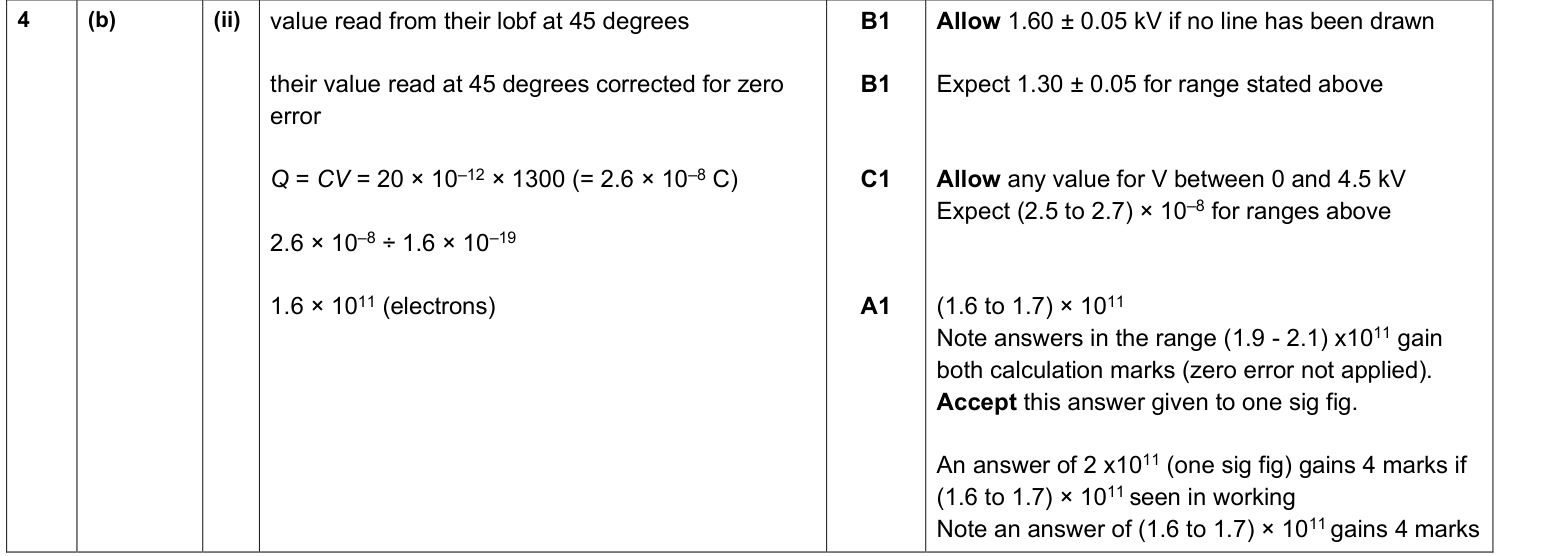 4 (b) (ii) value read from their lobf at 45 degrees B1 Allow 1.60 ± 0.05 kV if no line has been drawn
their value read at 45 degrees corrected for zero B1 Expect 1.30 ± 0.05 for range stated above
error
Q = CV = 20 × 10⁻¹² × 1300 (= 2.6 × 10⁻⁸ C) C1 Allow any value for V between 0 and 4.5 kV
Expect (2.5 to 2.7) × 10⁻⁸ for ranges above
2.6 × 10⁻⁸ ÷ 1.6 × 10⁻¹⁹
1.6 × 10¹¹ (electrons) A1 (1.6 to 1.7) × 10¹¹
Note answers in the range (1.9 - 2.1) x10¹¹ gain
both calculation marks (zero error not applied).
Accept this answer given to one sig fig.
An answer of 2 x10¹¹ (one sig fig) gains 4 marks if
(1.6 to 1.7) × 10¹¹ seen in working
Note an answer of (1.6 to 1.7) × 10¹¹ gains 4 marks